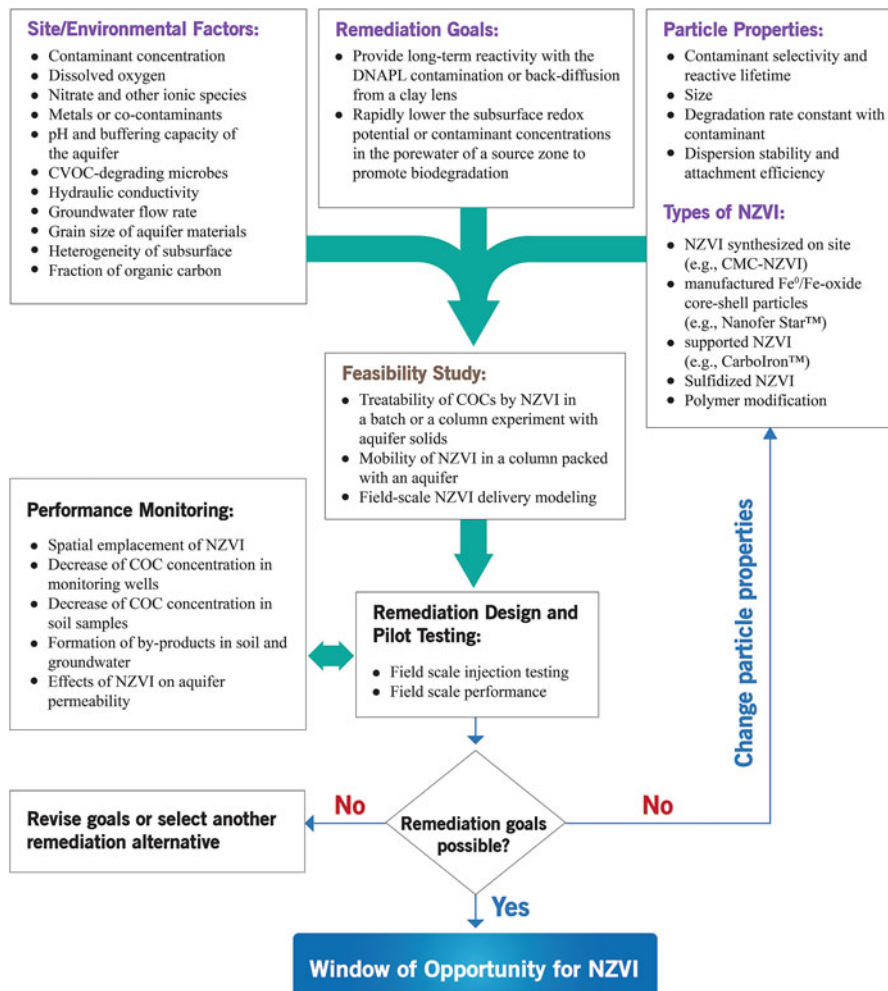 Site/Environmental Factors:
● Contaminant concentration
● Dissolved oxygen
● Nitrate and other ionic species
● Metals or co-contaminants
● pH and buffering capacity of
the aquifer
● CVOC-degrading microbes
● Hydraulic conductivity
● Groundwater flow rate
● Grain size of aquifer materials
● Heterogeneity of subsurface
● Fraction of organic carbon
Remediation Goals:
● Provide long-term reactivity with the
DNAPL contamination or back-diffusion
from a clay lens
● Rapidly lower the subsurface redox
potential or contaminant concentrations
in the porewater of a source zone to
promote biodegradation
Particle Properties:
● Contaminant selectivity and
reactive lifetime
● Size
● Degradation rate constant with
contaminant
● Dispersion stability and
attachment efficiency
Types of NZVI:
● NZVI synthesized on site
(e.g., CMC-NZVI)
● manufactured Fe⁰/Fe-oxide
core-shell particles
(e.g., Nanofer Star™)
● supported NZVI
(e.g., CarboIron™)
● Sulfidized NZVI
● Polymer modification
Feasibility Study:
● Treatability of COCs by NZVI in
a batch or a column experiment with
aquifer solids
● Mobility of NZVI in a column packed
with an aquifer
● Field-scale NZVI delivery modeling
Performance Monitoring:
● Spatial emplacement of NZVI
● Decrease of COC concentration in
monitoring wells
● Decrease of COC concentration in
soil samples
● Formation of by-products in soil and
groundwater
● Effects of NZVI on aquifer
permeability
Remediation Design and
Pilot Testing:
● Field scale injection testing
● Field scale performance
Change particle properties
Revise goals or select another
remediation alternative
No
Remediation goals
possible?
No
Yes
Window of Opportunity for NZVI